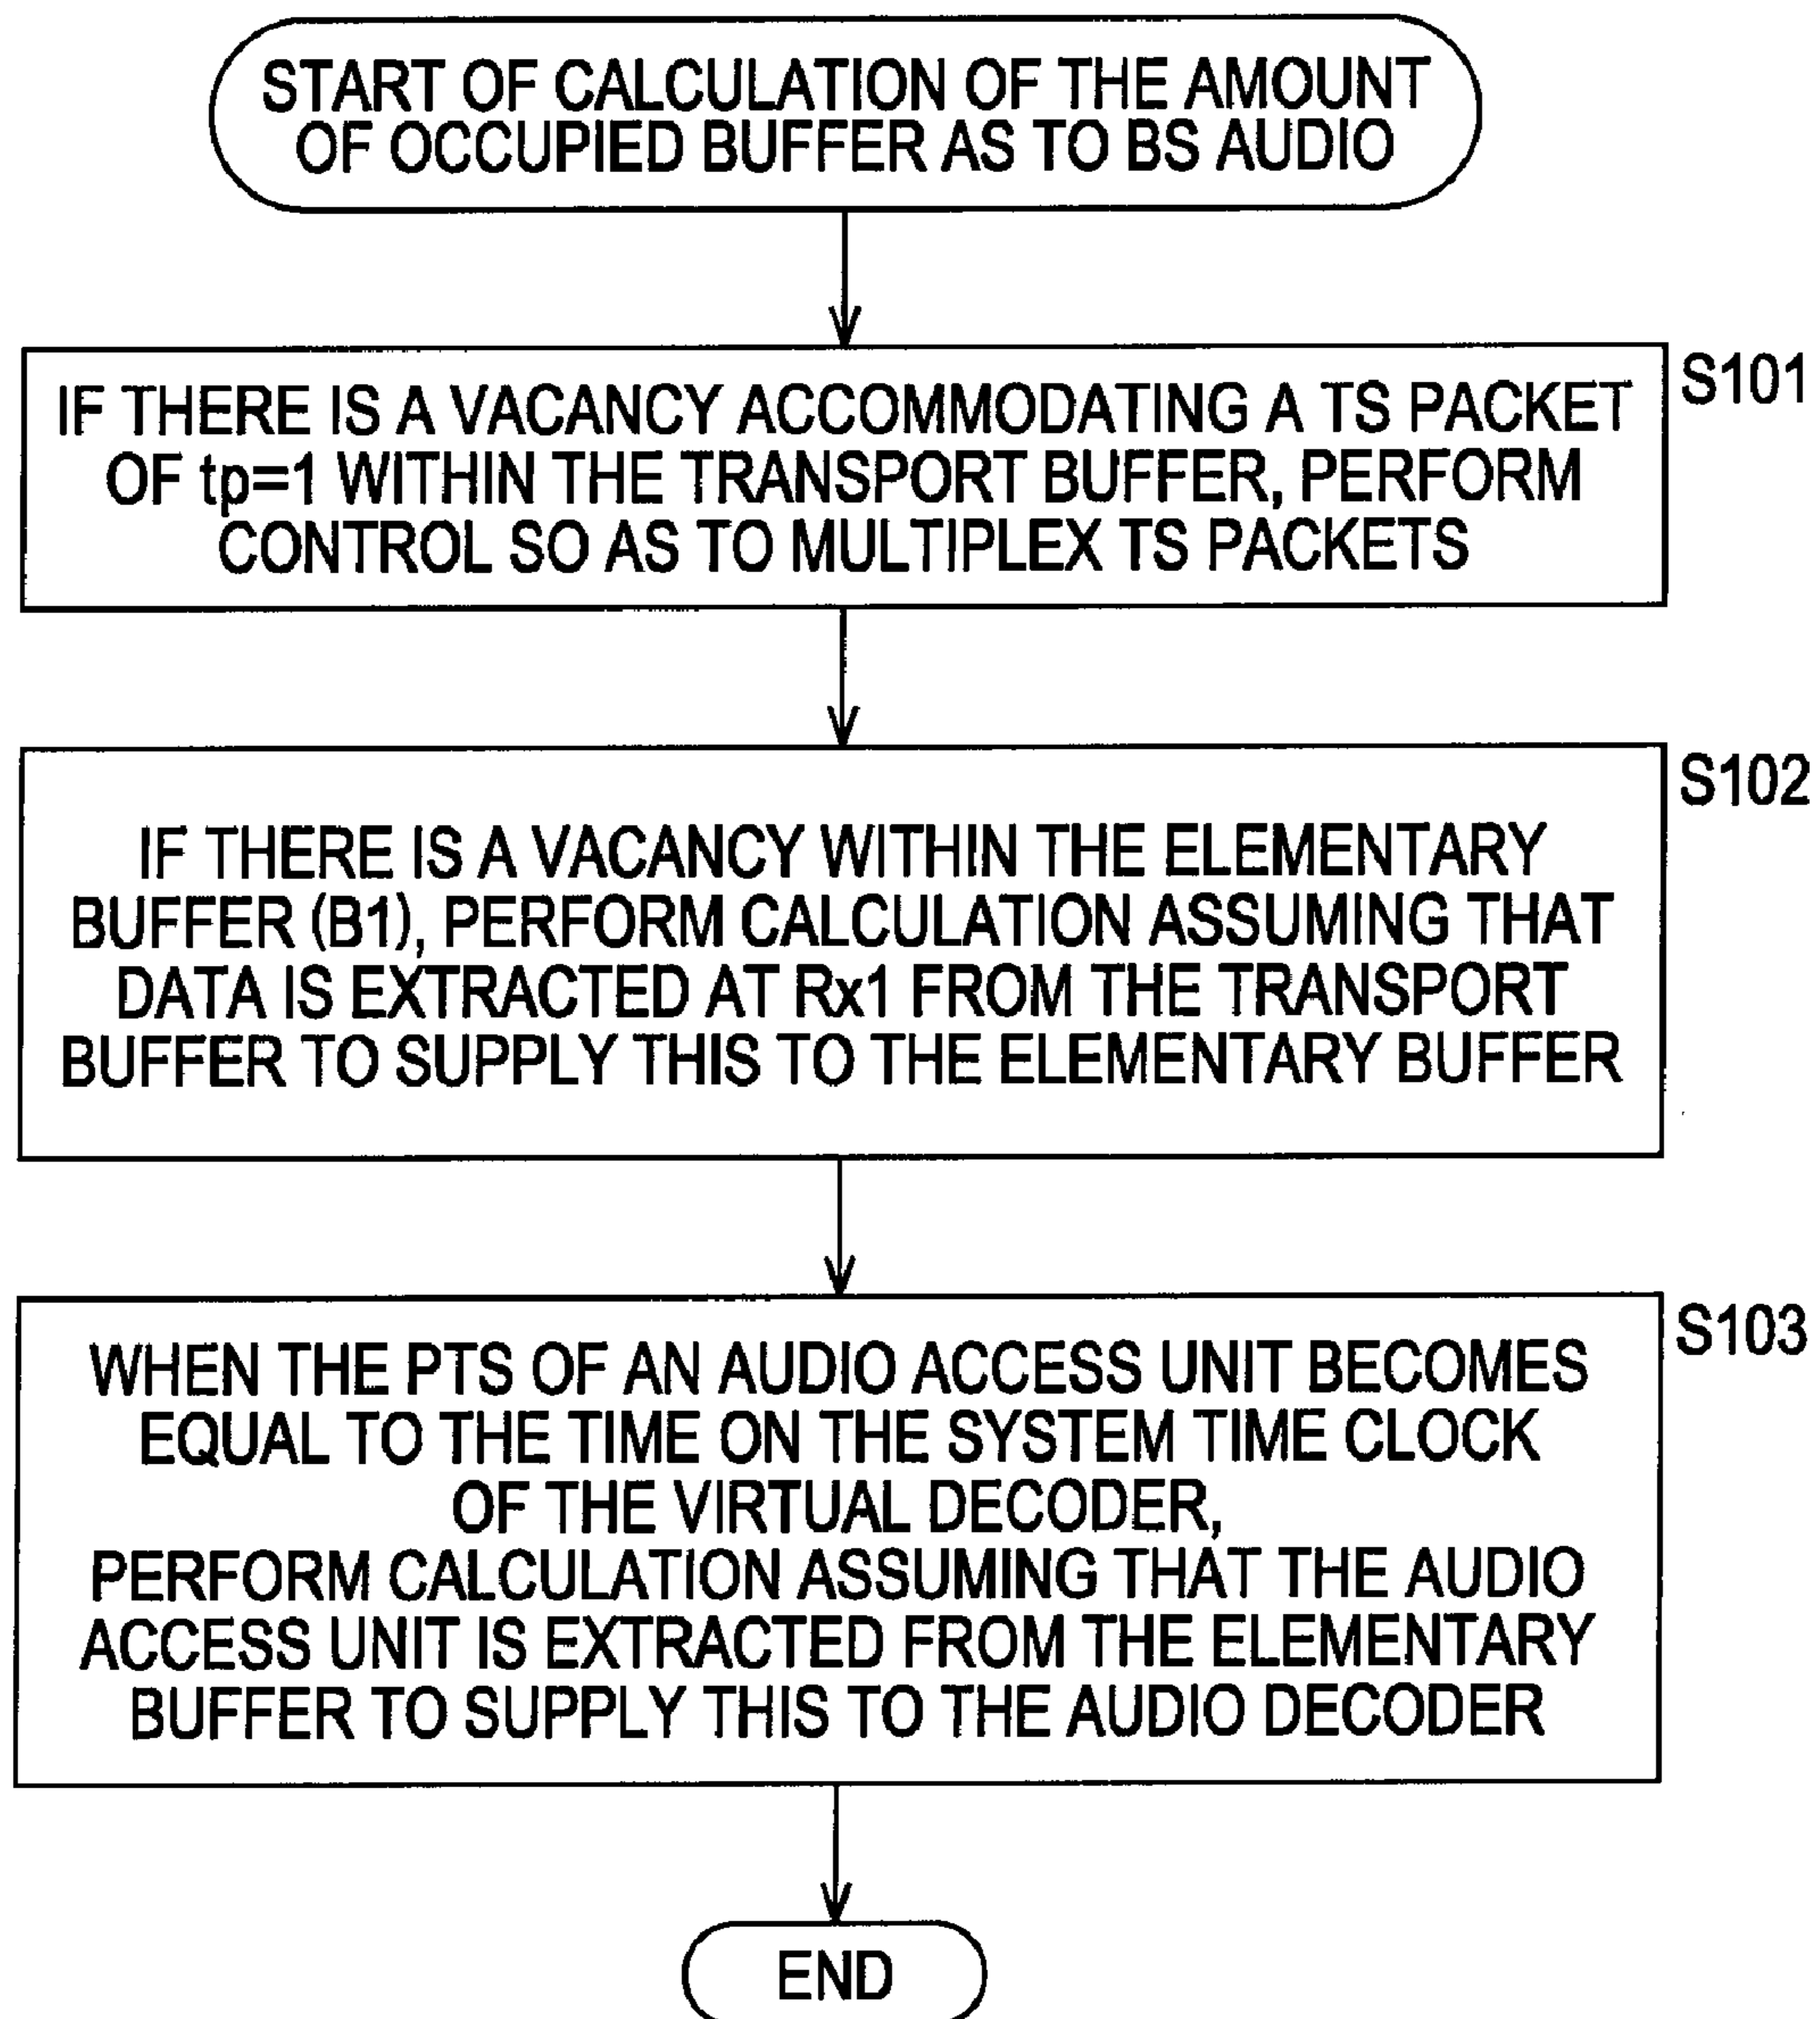 START OF CALCULATION OF THE AMOUNT
OF OCCUPIED BUFFER AS TO BS AUDIO
S101
IF THERE IS A VACANCY ACCOMMODATING A TS PACKET
OF tp=1 WITHIN THE TRANSPORT BUFFER, PERFORM
CONTROL SO AS TO MULTIPLEX TS PACKETS
S102
IF THERE IS A VACANCY WITHIN THE ELEMENTARY
BUFFER (B1), PERFORM CALCULATION ASSUMING THAT
DATA IS EXTRACTED AT Rx1 FROM THE TRANSPORT
BUFFER TO SUPPLY THIS TO THE ELEMENTARY BUFFER
S103
WHEN THE PTS OF AN AUDIO ACCESS UNIT BECOMES
EQUAL TO THE TIME ON THE SYSTEM TIME CLOCK
OF THE VIRTUAL DECODER,
PERFORM CALCULATION ASSUMING THAT THE AUDIO
ACCESS UNIT IS EXTRACTED FROM THE ELEMENTARY
BUFFER TO SUPPLY THIS TO THE AUDIO DECODER
END